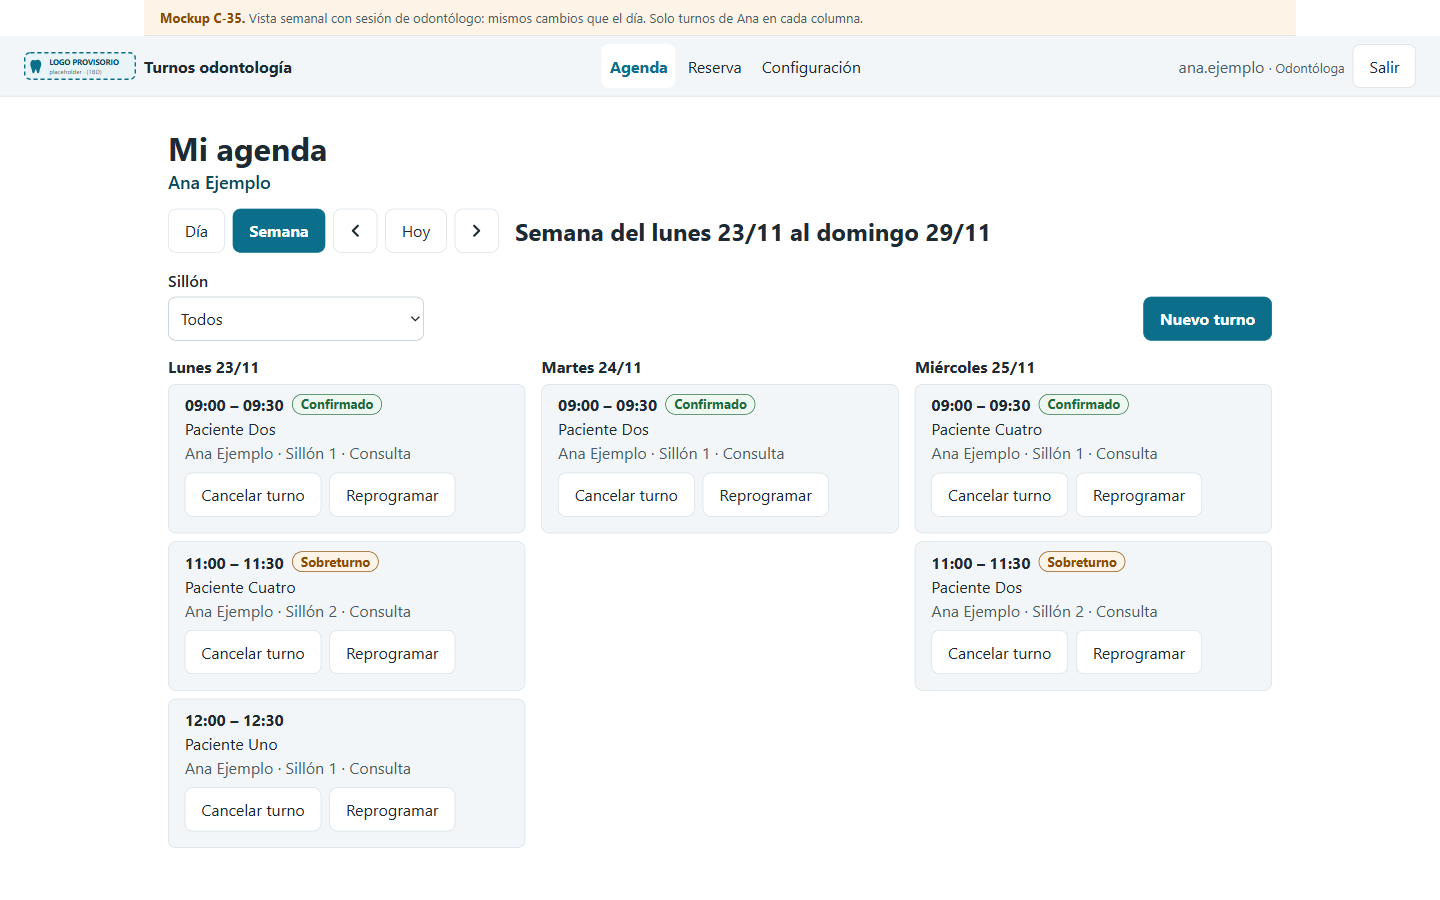 Mockup C-35. Vista semanal con sesión de odontólogo: mismos cambios que el día. Solo turnos de Ana en cada columna.
LOGO PROVISORIO
placeholder · (18D)
Turnos odontología
Agenda
Reserva
Configuración
ana.ejemplo · Odontóloga
Salir
Mi agenda
Ana Ejemplo
Día
Semana
Hoy
Semana del lunes 23/11 al domingo 29/11
Sillón
Todos
Nuevo turno
Lunes 23/11
09:00 – 09:30 Confirmado
Paciente Dos
Ana Ejemplo · Sillón 1 · Consulta
Cancelar turno Reprogramar
11:00 – 11:30 Sobreturno
Paciente Cuatro
Ana Ejemplo · Sillón 2 · Consulta
Cancelar turno Reprogramar
12:00 – 12:30
Paciente Uno
Ana Ejemplo · Sillón 1 · Consulta
Cancelar turno Reprogramar
Martes 24/11
09:00 – 09:30 Confirmado
Paciente Dos
Ana Ejemplo · Sillón 1 · Consulta
Cancelar turno Reprogramar
Miércoles 25/11
09:00 – 09:30 Confirmado
Paciente Cuatro
Ana Ejemplo · Sillón 1 · Consulta
Cancelar turno Reprogramar
11:00 – 11:30 Sobreturno
Paciente Dos
Ana Ejemplo · Sillón 2 · Consulta
Cancelar turno Reprogramar